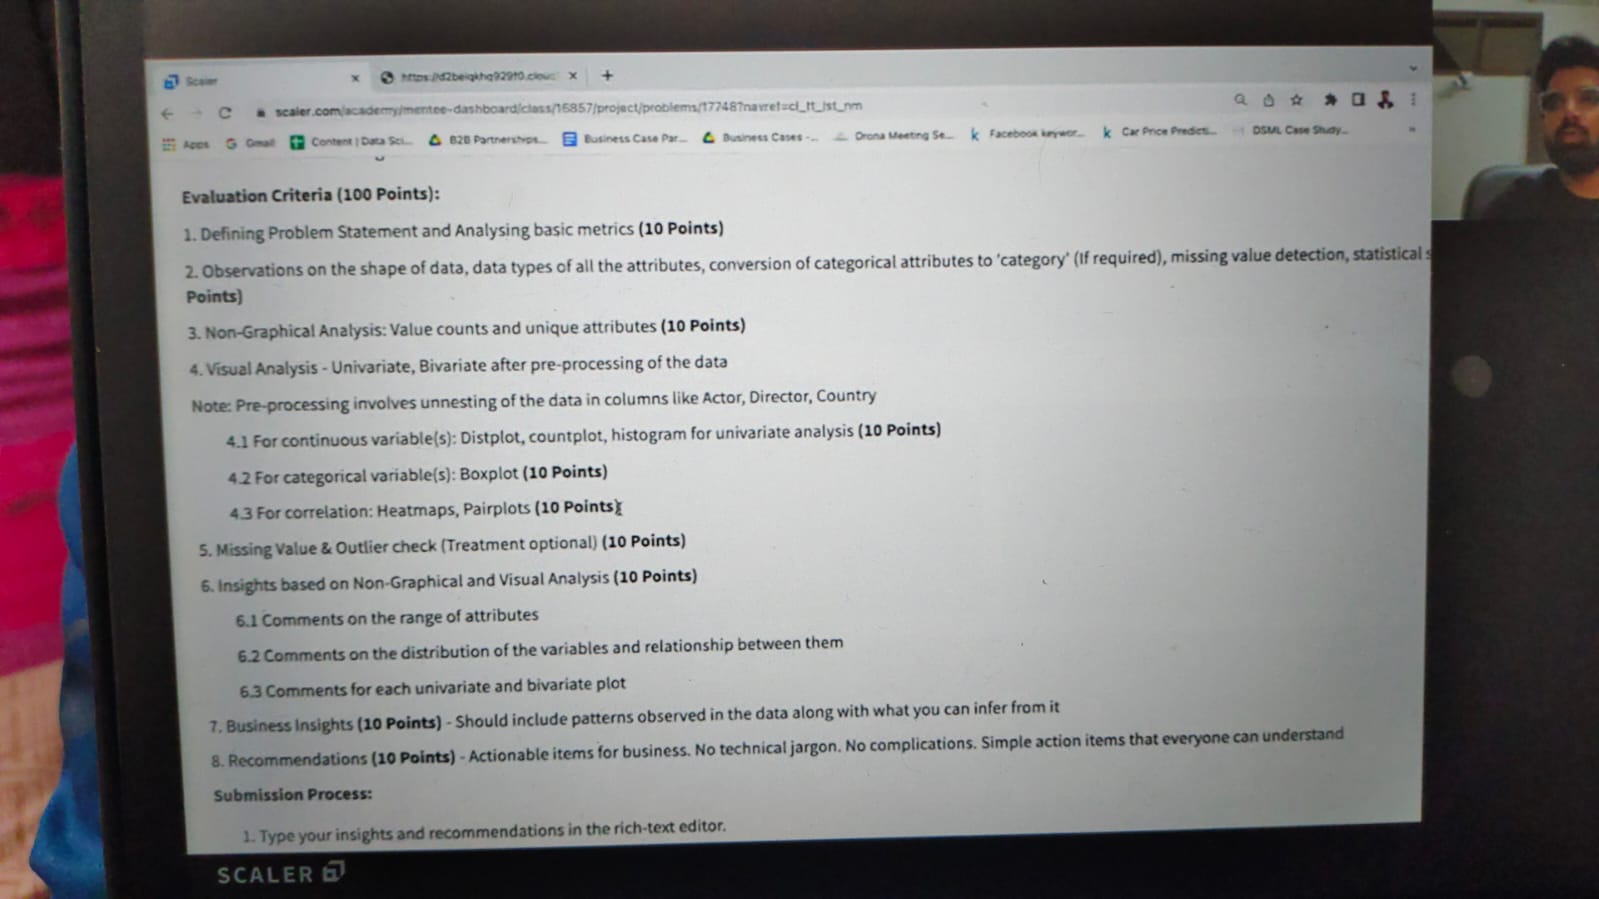 Scaler
https://d2beiqkhq929f0.clouc
scaler.com/academy/mentee-dashboard/class/16857/project/problems/17748?navref=cl_tt_lst_nm
Apps Gmail Content | Data Sci... B2B Partnerships... Business Case Par... Business Cases -... Drona Meeting Se... Facebook keywor... Car Price Predicti... DSML Case Study...
Evaluation Criteria (100 Points):
1. Defining Problem Statement and Analysing basic metrics (10 Points)
2. Observations on the shape of data, data types of all the attributes, conversion of categorical attributes to 'category' (If required), missing value detection, statistical s
Points)
3. Non-Graphical Analysis: Value counts and unique attributes (10 Points)
4. Visual Analysis - Univariate, Bivariate after pre-processing of the data
Note: Pre-processing involves unnesting of the data in columns like Actor, Director, Country
4.1 For continuous variable(s): Distplot, countplot, histogram for univariate analysis (10 Points)
4.2 For categorical variable(s): Boxplot (10 Points)
4.3 For correlation: Heatmaps, Pairplots (10 Points)
5. Missing Value & Outlier check (Treatment optional) (10 Points)
6. Insights based on Non-Graphical and Visual Analysis (10 Points)
6.1 Comments on the range of attributes
6.2 Comments on the distribution of the variables and relationship between them
6.3 Comments for each univariate and bivariate plot
7. Business Insights (10 Points) - Should include patterns observed in the data along with what you can infer from it
8. Recommendations (10 Points) - Actionable items for business. No technical jargon. No complications. Simple action items that everyone can understand
Submission Process:
1. Type your insights and recommendations in the rich-text editor.
SCALER